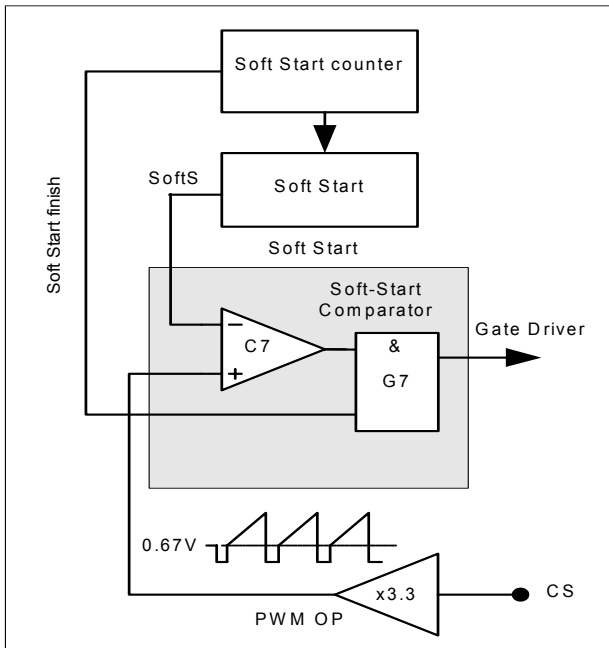 Soft Start counter
SoftS
Soft Start
Soft Start finish
Soft Start
Soft-Start
Comparator
Gate Driver
−
C7
+
&
G7
0.67V
x3.3
CS
PWM OP